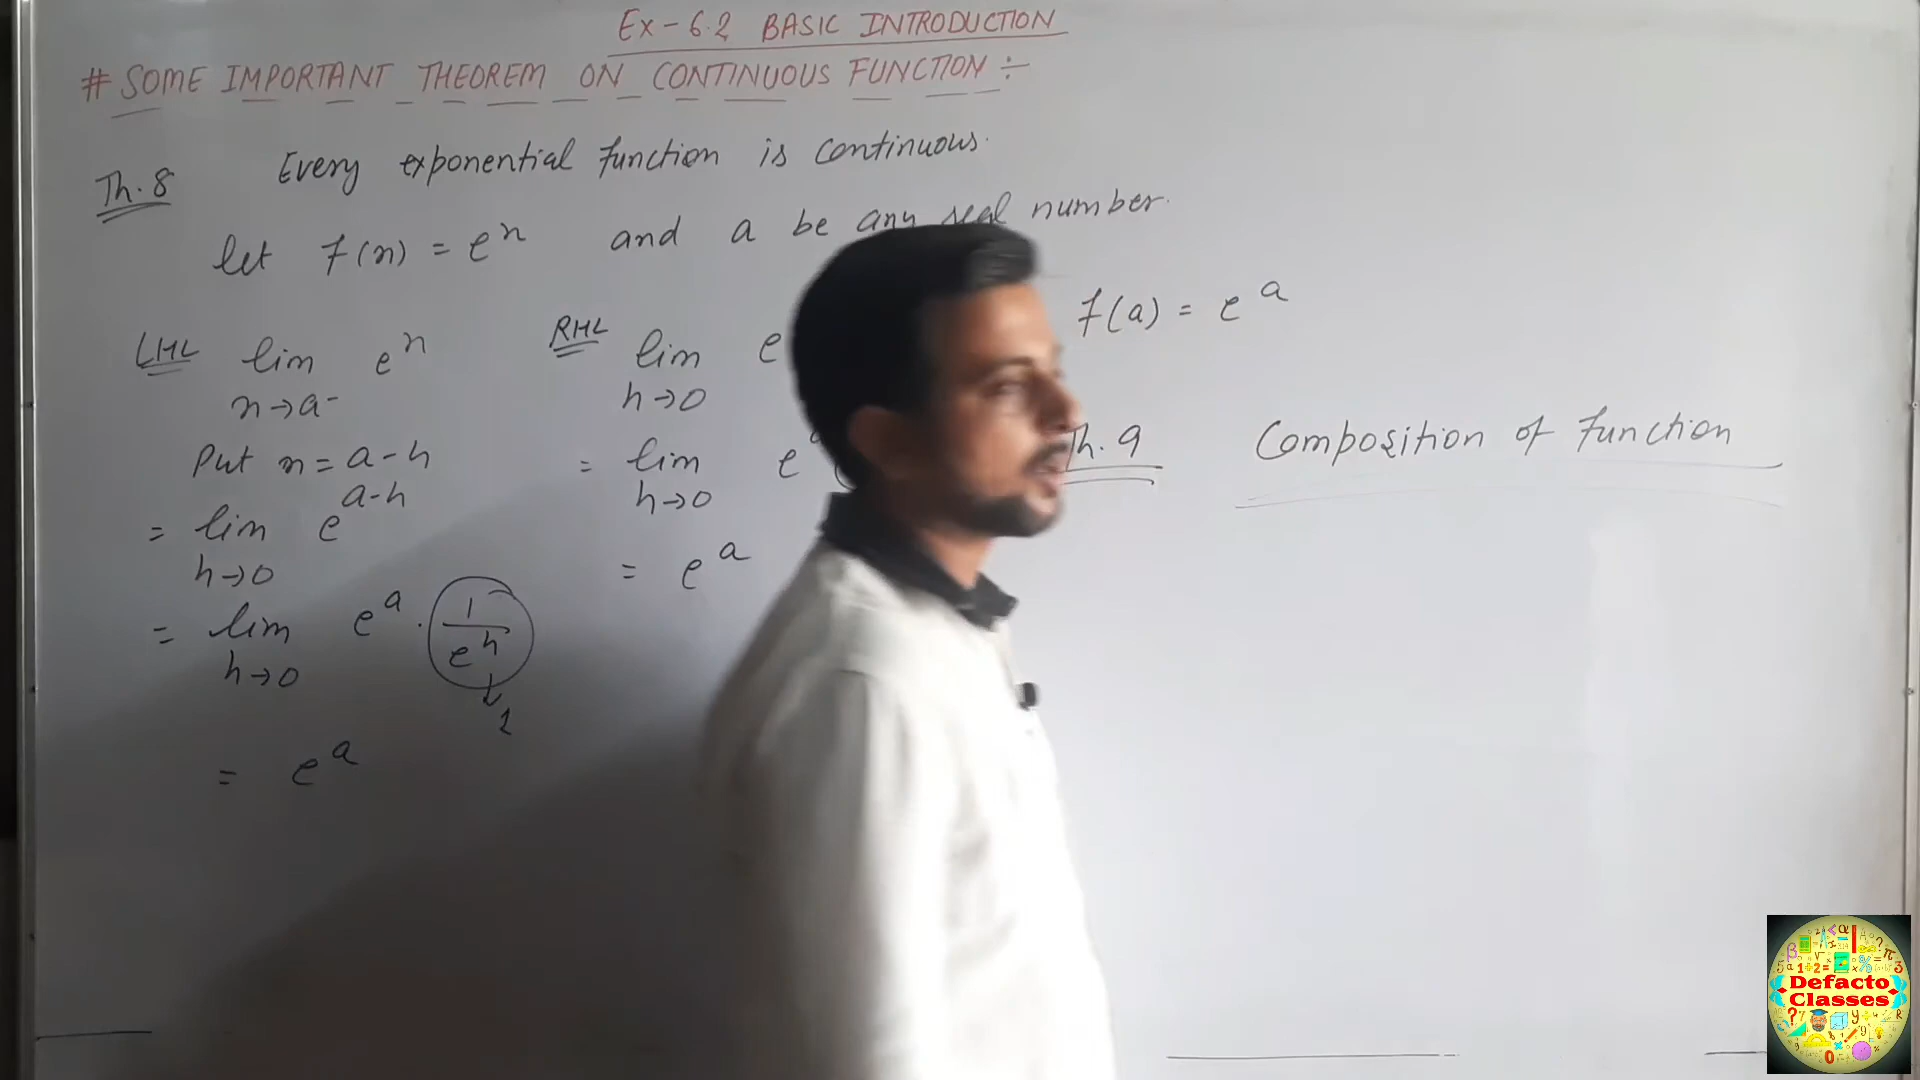 Ex - 6.2 BASIC INTRODUCTION
# SOME IMPORTANT THEOREM ON CONTINUOUS FUNCTION ÷
Th. 8 Every exponential function is continuous.
let f(x) = e^x and a be any real number.
LHL lim e^x
x→a-
Put x = a-h
= lim e^a-h
h→0
= lim e^a . 1/e^h
h→0
↓ 1
= e^a
RHL lim e
h→0
= lim e
h→0
= e^a
f(a) = e^a
Th. 9 Composition of function
Defacto
Classes